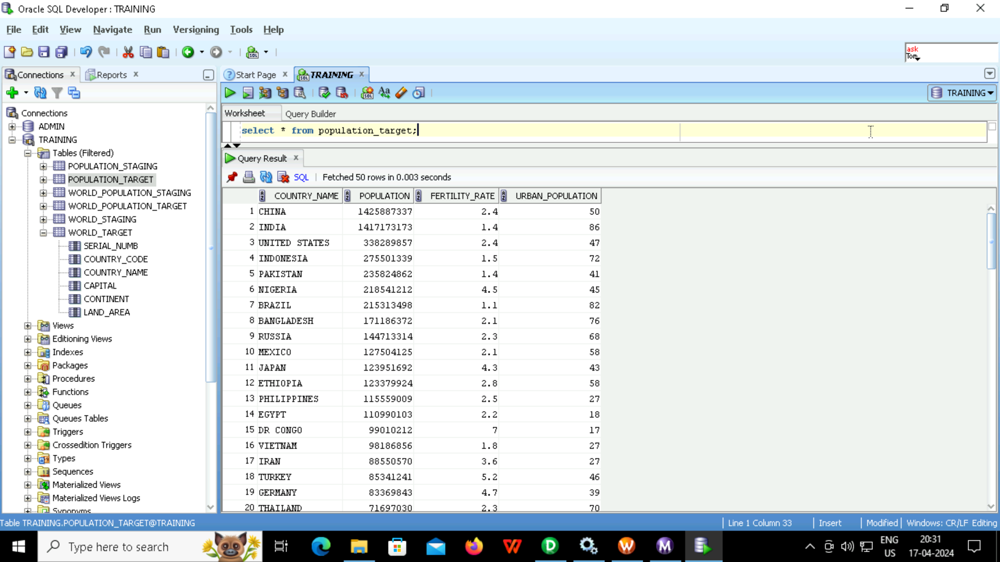 Oracle SQL Developer : TRAINING
File Edit View Navigate Run Versioning Tools Help
ask
Tom
Connections x Reports x
Start Page x TRAINING x
TRAINING
Connections
ADMIN
TRAINING
Tables (Filtered)
POPULATION_STAGING
POPULATION_TARGET
WORLD_POPULATION_STAGING
WORLD_POPULATION_TARGET
WORLD_STAGING
WORLD_TARGET
SERIAL_NUMB
COUNTRY_CODE
COUNTRY_NAME
CAPITAL
CONTINENT
LAND_AREA
Views
Editioning Views
Indexes
Packages
Procedures
Functions
Queues
Queues Tables
Triggers
Crossedition Triggers
Types
Sequences
Materialized Views
Materialized Views Logs
Synonyms
Worksheet Query Builder
select * from population_target;
Query Result x
SQL | Fetched 50 rows in 0.003 seconds
COUNTRY_NAME POPULATION FERTILITY_RATE URBAN_POPULATION
1 CHINA 1425887337 2.4 50
2 INDIA 1417173173 1.4 86
3 UNITED STATES 338289857 2.4 47
4 INDONESIA 275501339 1.5 72
5 PAKISTAN 235824862 1.4 41
6 NIGERIA 218541212 4.5 45
7 BRAZIL 215313498 1.1 82
8 BANGLADESH 171186372 2.1 76
9 RUSSIA 144713314 2.3 68
10 MEXICO 127504125 2.1 58
11 JAPAN 123951692 4.3 43
12 ETHIOPIA 123379924 2.8 58
13 PHILIPPINES 115559009 2.5 27
14 EGYPT 110990103 2.2 18
15 DR CONGO 99010212 7 17
16 VIETNAM 98186856 1.8 27
17 IRAN 88550570 3.6 27
18 TURKEY 85341241 5.2 46
19 GERMANY 83369843 4.7 39
20 THAILAND 71697030 2.3 70
Table TRAINING.POPULATION_TARGET@TRAINING
Line 1 Column 33 | Insert | Modified | Windows: CR/LF Editing
Type here to search
ENG
US
20:31
17-04-2024